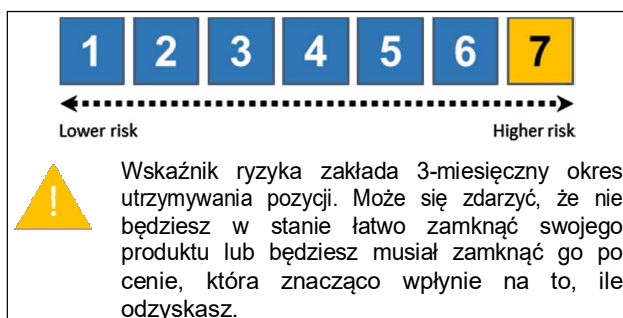 1 2 3 4 5 6 7
Lower risk Higher risk
!
Wskaźnik ryzyka zakłada 3-miesięczny okres
utrzymywania pozycji. Może się zdarzyć, że nie
będziesz w stanie łatwo zamknąć swojego
produktu lub będziesz musiał zamknąć go po
cenie, która znacząco wpłynie na to, ile
odzyskasz.